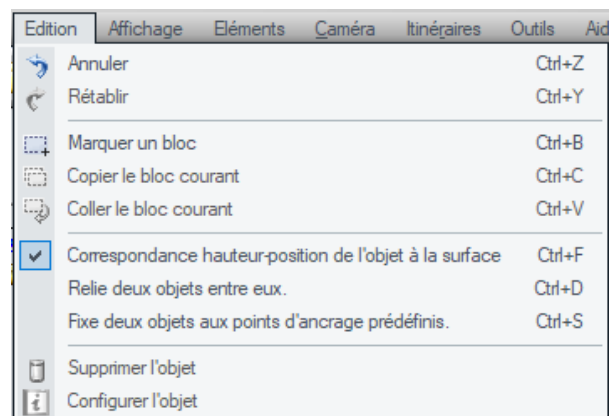 Edition Affichage Eléments Caméra Itinéraires Outils Aid
Annuler Ctrl+Z
Rétablir Ctrl+Y
Marquer un bloc Ctrl+B
Copier le bloc courant Ctrl+C
Coller le bloc courant Ctrl+V
Correspondance hauteur-position de l'objet à la surface Ctrl+F
Relie deux objets entre eux. Ctrl+D
Fixe deux objets aux points d'ancrage prédéfinis. Ctrl+S
Supprimer l'objet
Configurer l'objet